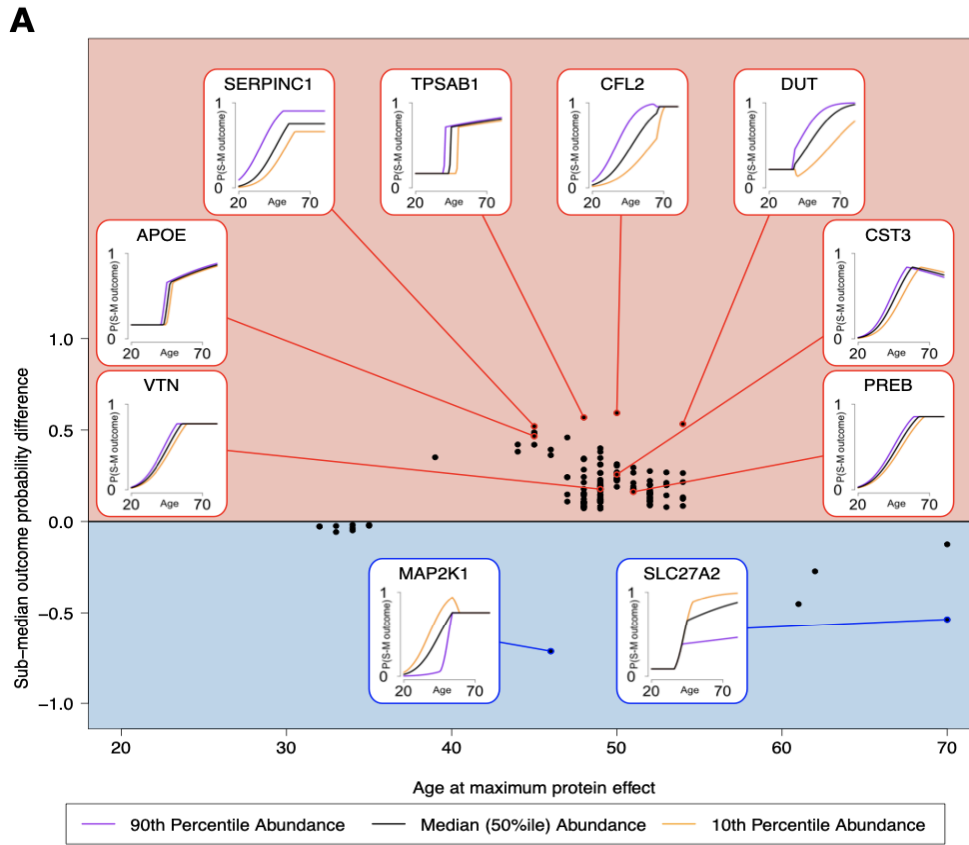 A
SERPINC1
1
P(S-M outcome)
0
20
Age
70
TPSAB1
1
P(S-M outcome)
0
20
Age
70
CFL2
1
P(S-M outcome)
0
20
Age
70
DUT
1
P(S-M outcome)
0
20
Age
70
APOE
1
P(S-M outcome)
0
20
Age
70
CST3
1
P(S-M outcome)
0
20
Age
70
VTN
1
P(S-M outcome)
0
20
Age
70
PREB
1
P(S-M outcome)
0
20
Age
70
MAP2K1
1
P(S-M outcome)
0
20
Age
70
SLC27A2
1
P(S-M outcome)
0
20
Age
70
Sub-median outcome probability difference
1.0
0.5
0.0
−0.5
−1.0
20 30 40 50 60 70
Age at maximum protein effect
90th Percentile Abundance Median (50%ile) Abundance 10th Percentile Abundance